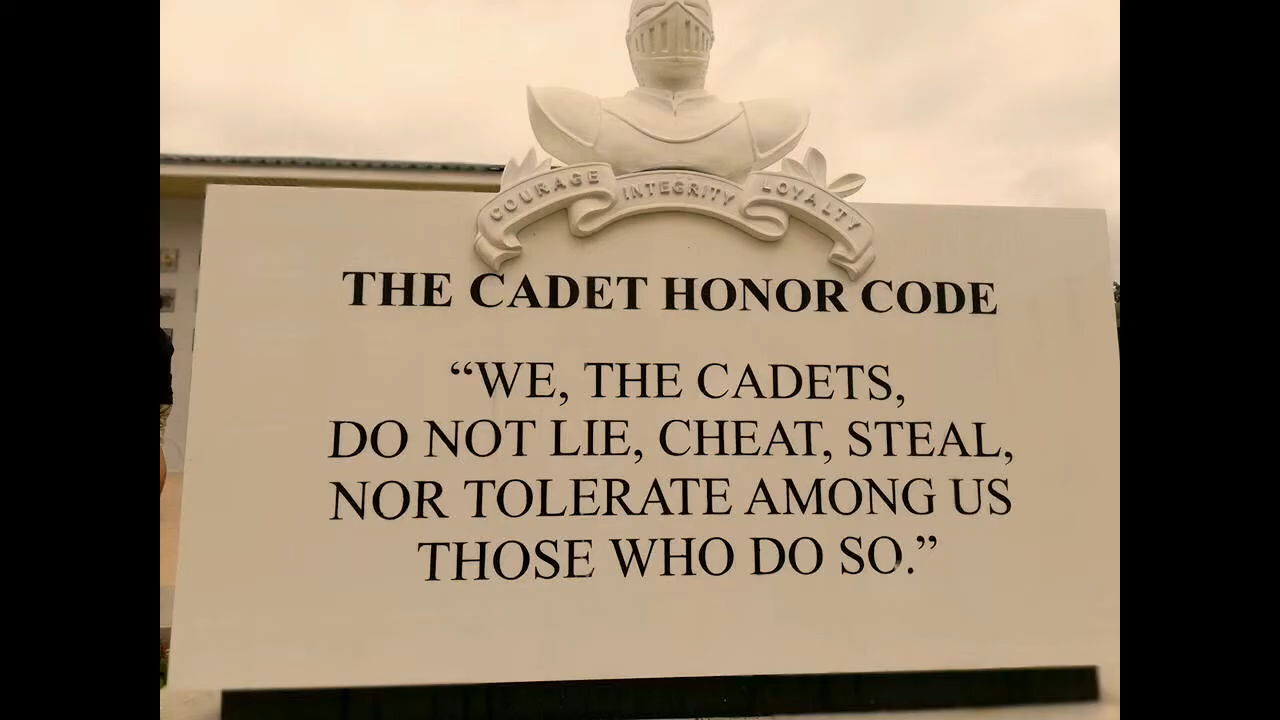 COURAGE INTEGRITY LOYALTY
THE CADET HONOR CODE
“WE, THE CADETS,
DO NOT LIE, CHEAT, STEAL,
NOR TOLERATE AMONG US
THOSE WHO DO SO.”